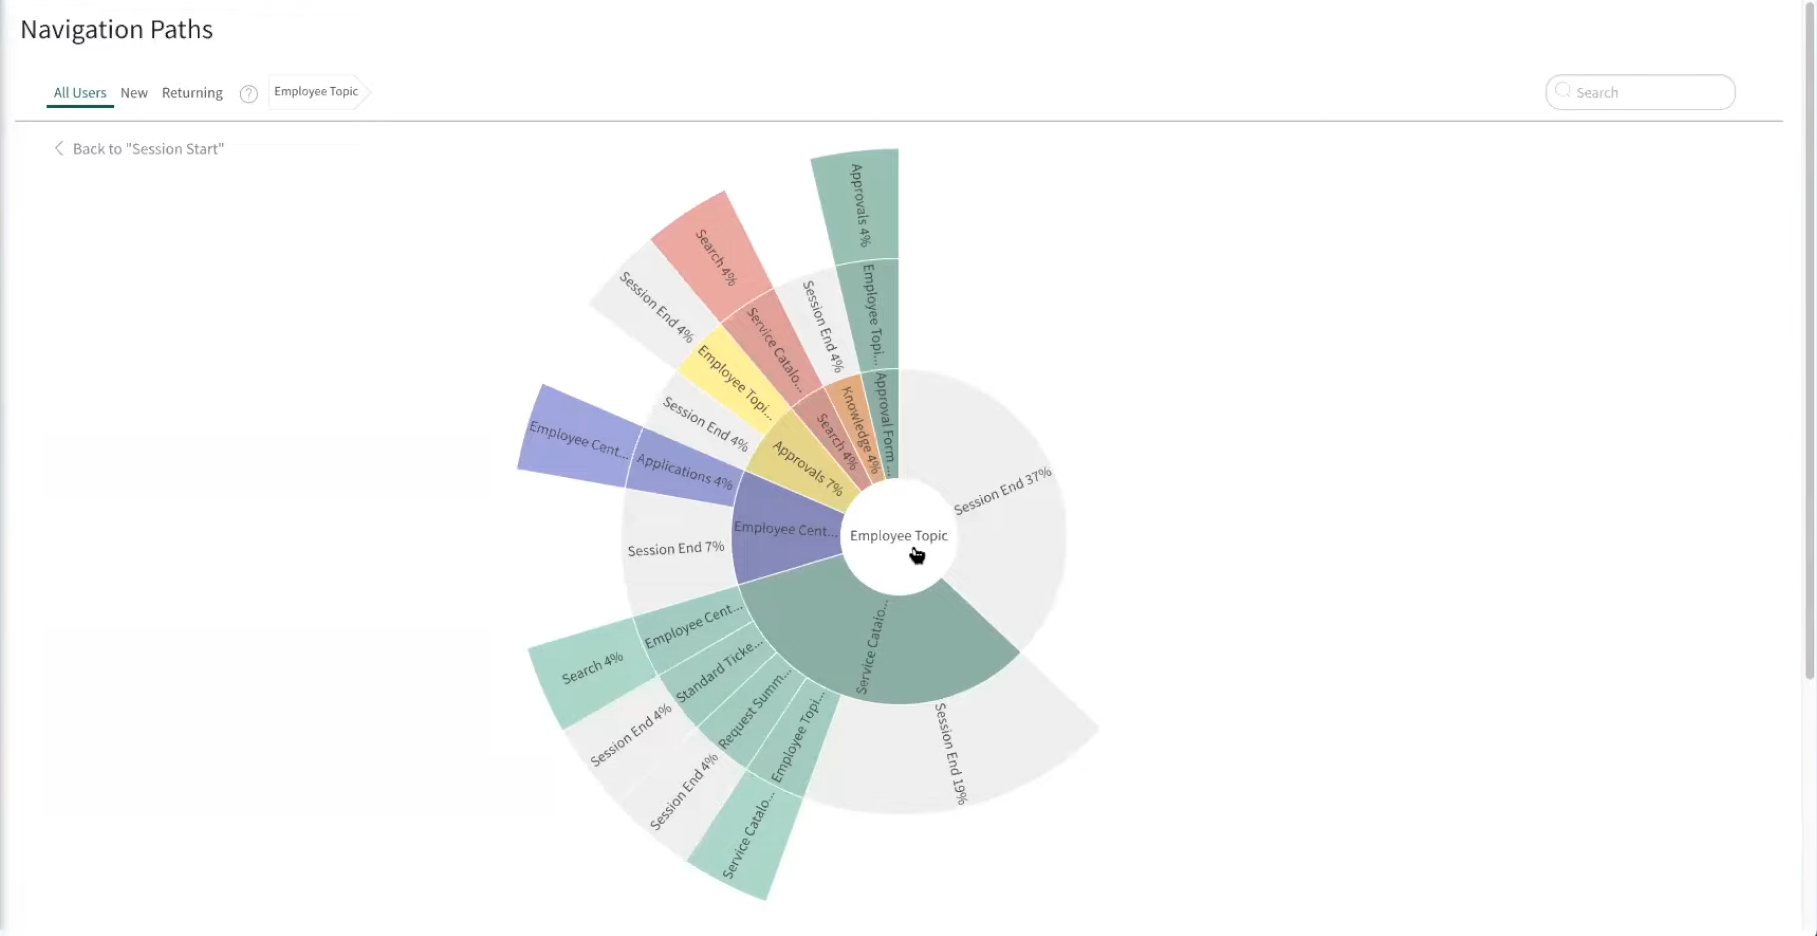 Navigation Paths
All Users
New
Returning
?
Employee Topic
Search
Back to "Session Start"
Approvals 4%
Employee Topi...
Approval Form ...
Session End 4%
Knowledge 4%
Search 4%
Service Catalo...
Search 4%
Session End 4%
Employee Topi...
Session End 4%
Approvals 7%
Employee Cent...
Applications 4%
Employee Cent...
Session End 7%
Employee Topic
Session End 37%
Service Catalo...
Session End 19%
Employee Cent...
Search 4%
Standard Ticke...
Session End 4%
Request Summ...
Session End 4%
Employee Topi...
Service Catalo...